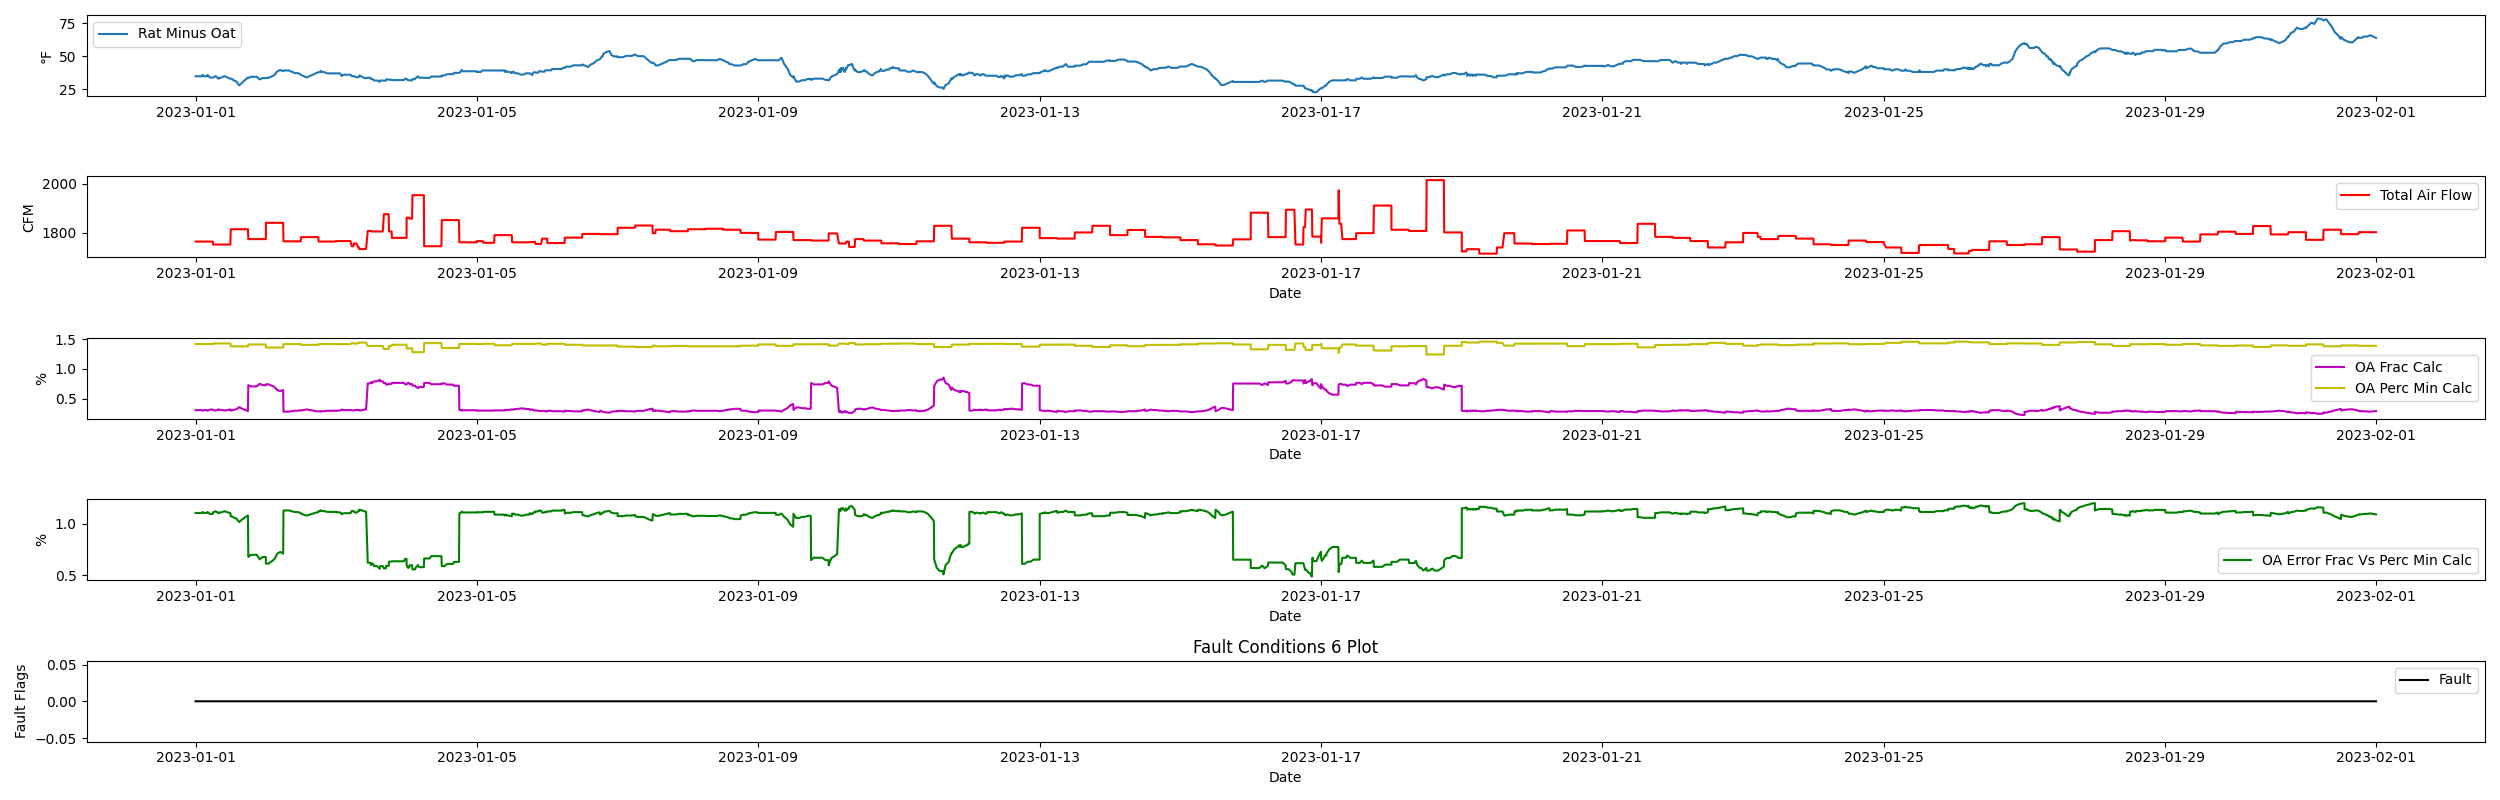 75
50
25
°F
Rat Minus Oat
2023-01-01 2023-01-05 2023-01-09 2023-01-13 2023-01-17 2023-01-21 2023-01-25 2023-01-29 2023-02-01
2000
1800
CFM
Total Air Flow
2023-01-01 2023-01-05 2023-01-09 2023-01-13 2023-01-17 2023-01-21 2023-01-25 2023-01-29 2023-02-01
Date
1.5
1.0
0.5
%
OA Frac Calc
OA Perc Min Calc
2023-01-01 2023-01-05 2023-01-09 2023-01-13 2023-01-17 2023-01-21 2023-01-25 2023-01-29 2023-02-01
Date
1.0
0.5
%
OA Error Frac Vs Perc Min Calc
2023-01-01 2023-01-05 2023-01-09 2023-01-13 2023-01-17 2023-01-21 2023-01-25 2023-01-29 2023-02-01
Date
Fault Conditions 6 Plot
0.05
0.00
−0.05
Fault Flags
Fault
2023-01-01 2023-01-05 2023-01-09 2023-01-13 2023-01-17 2023-01-21 2023-01-25 2023-01-29 2023-02-01
Date